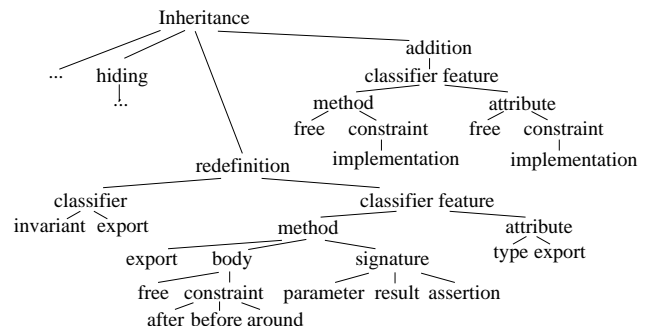 Inheritance
addition
... hiding classifier feature
... method attribute
free constraint free constraint
implementation implementation
redefinition
classifier classifier feature
invariant export method attribute
export body signature type export
free constraint parameter result assertion
after before around